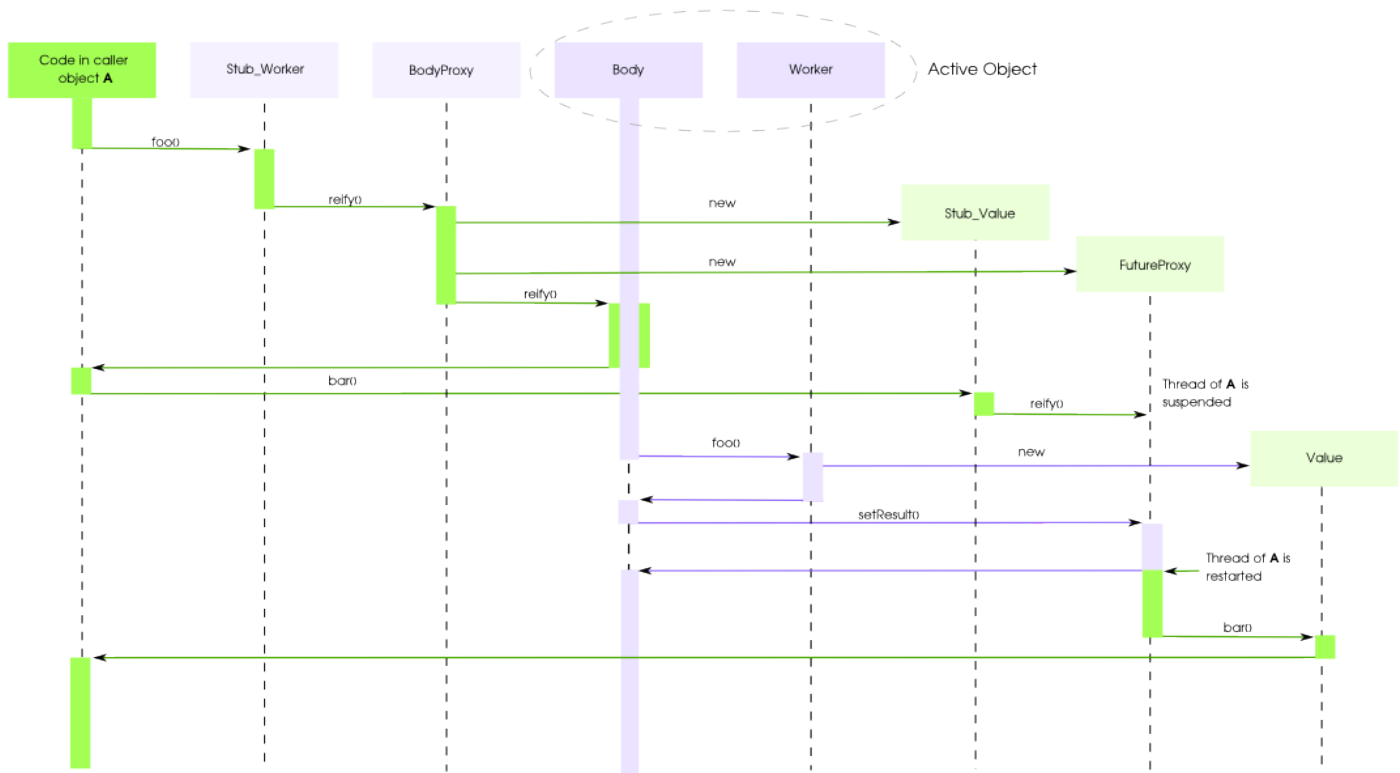 Code in caller
object A
Stub_Worker
BodyProxy
Body
Worker
Active Object
foo()
reify()
new
Stub_Value
new
FutureProxy
reify()
bar()
Thread of A is
suspended
reify()
foo()
new
Value
setResult()
Thread of A is
restarted
bar()